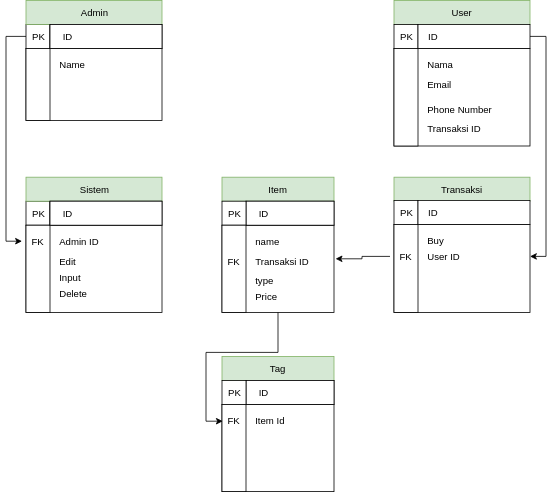 Admin
PK ID
Name
User
PK ID
Nama
Email
Phone Number
Transaksi ID
Sistem
PK ID
FK Admin ID
Edit
Input
Delete
Item
PK ID
name
FK Transaksi ID
type
Price
Transaksi
PK ID
Buy
FK User ID
Tag
PK ID
FK Item Id